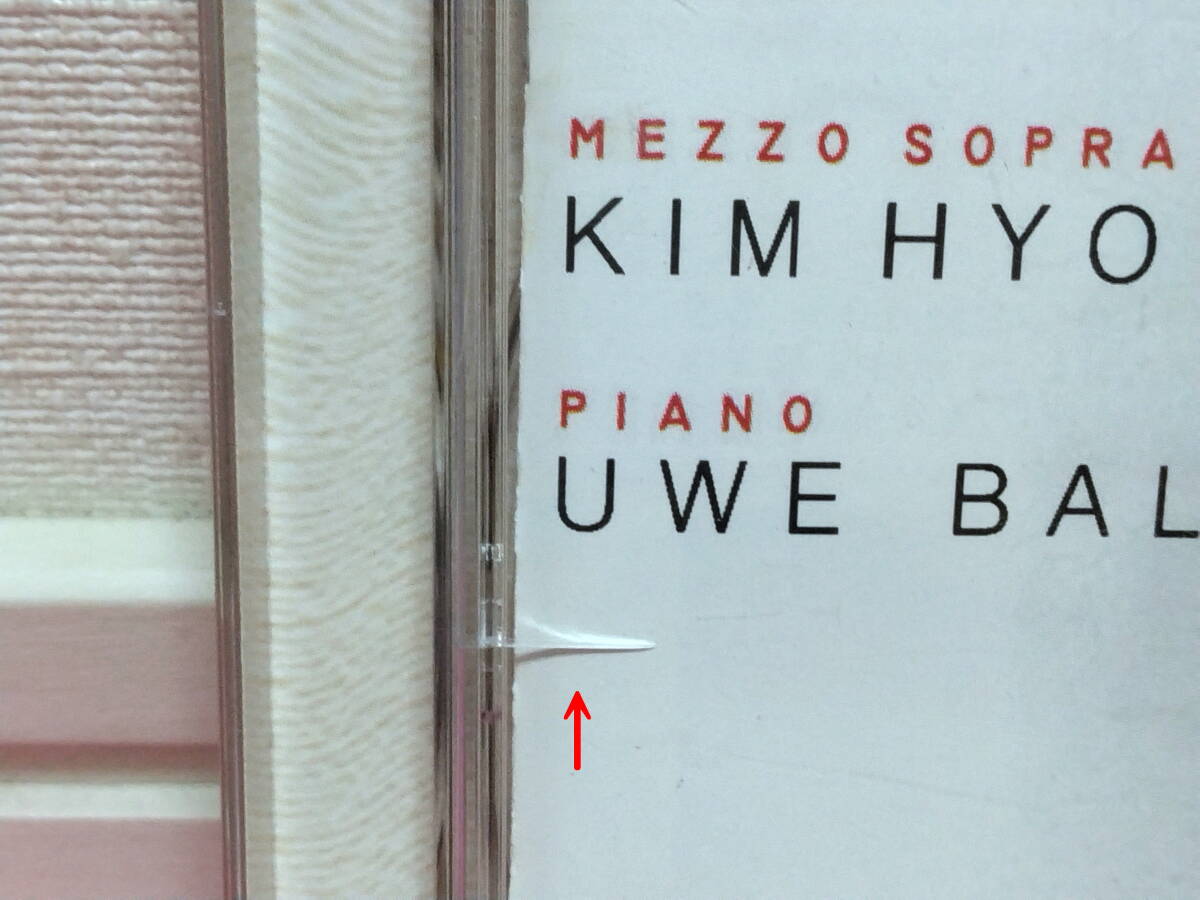 MEZZO SOPRA
KIM HYO
PIANO
UWE BAL